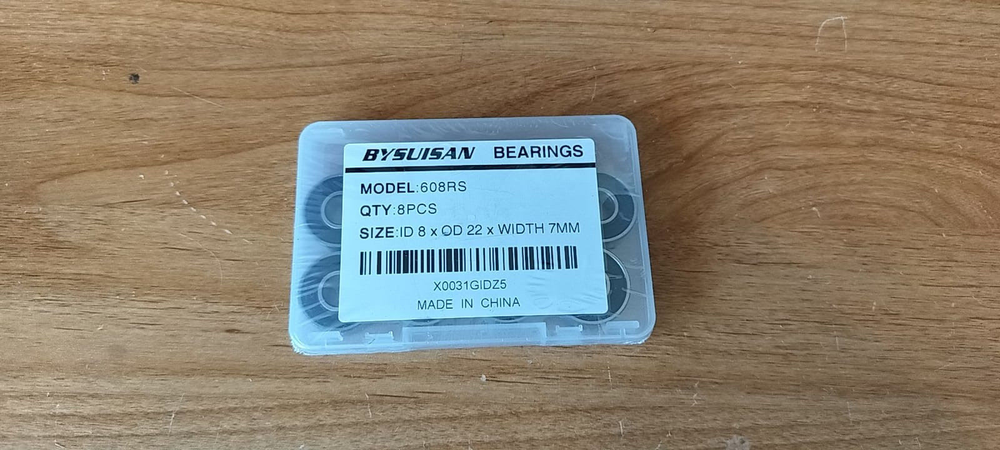 BYSUISAN BEARINGS
MODEL:608RS
QTY:8PCS
SIZE:ID 8 x OD 22 x WIDTH 7MM
X0031GIDZ5
MADE IN CHINA